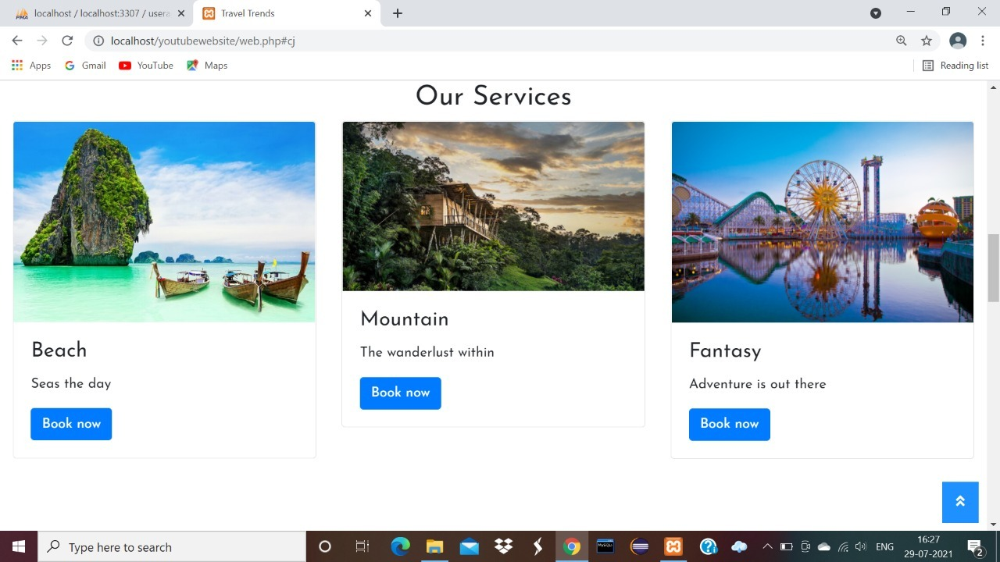 localhost / localhost:3307 / usera
Travel Trends
localhost/youtubewebsite/web.php#cj
Apps
Gmail
YouTube
Maps
Reading list
Our Services
Beach
Seas the day
Book now
Mountain
The wanderlust within
Book now
Fantasy
Adventure is out there
Book now
Type here to search
ENG
16:27
29-07-2021
2